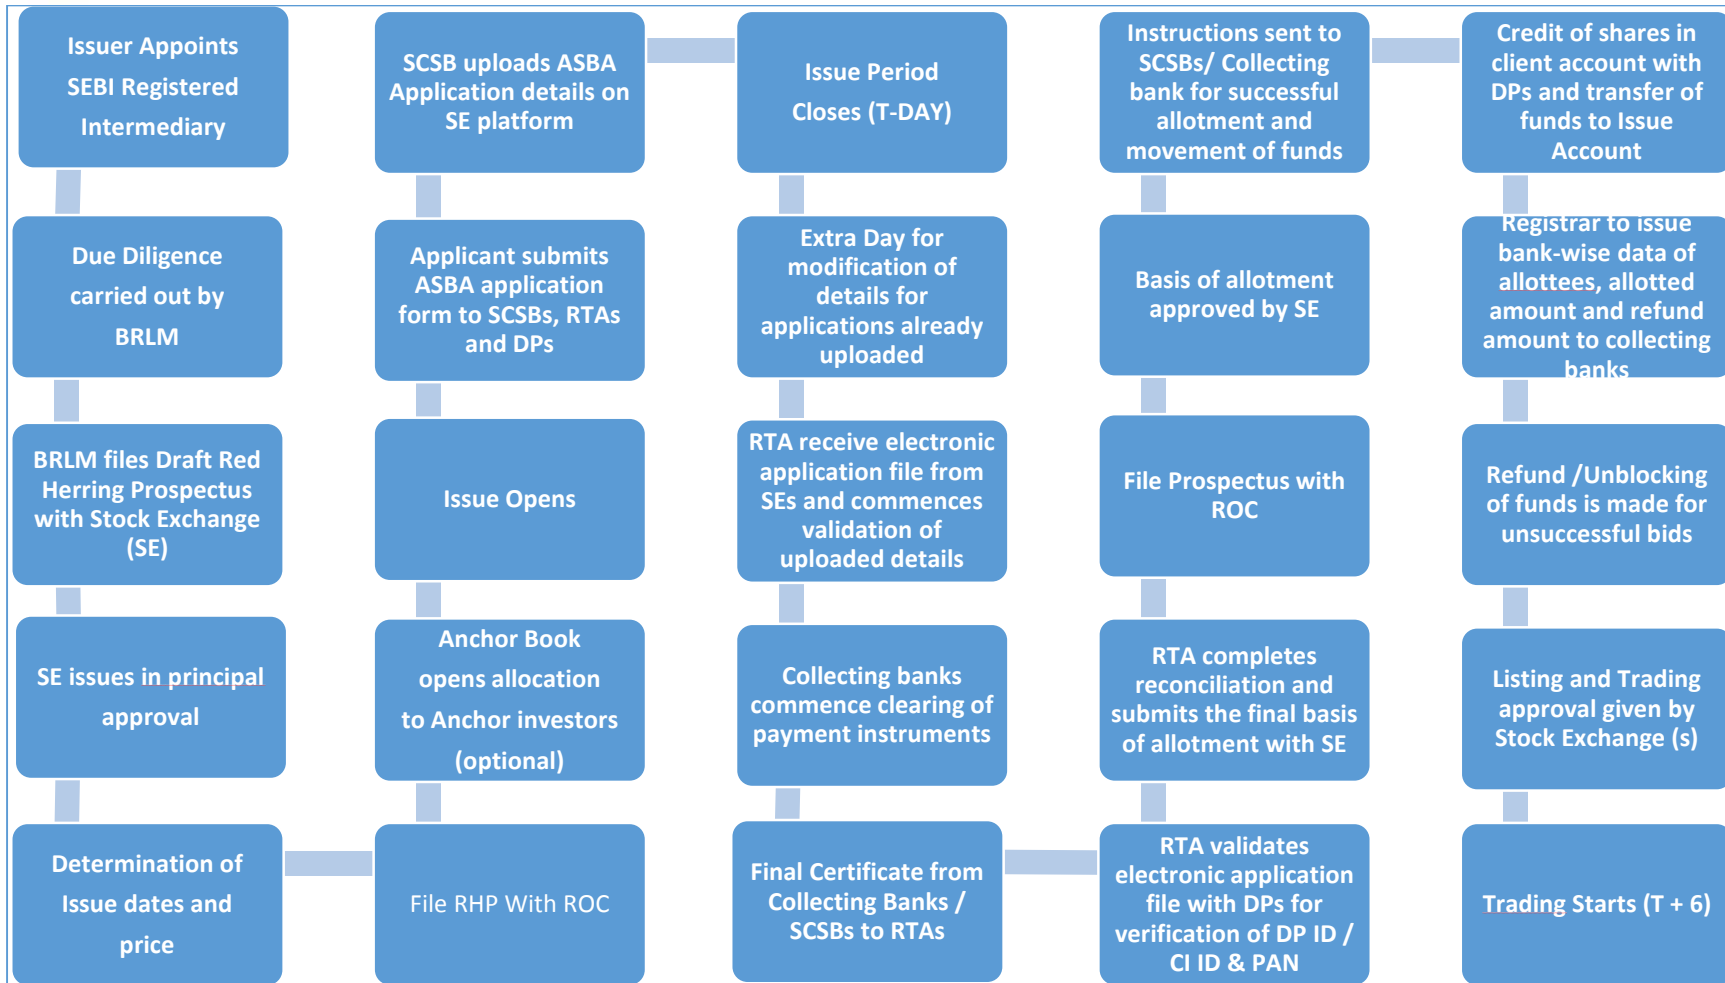 Issuer Appoints
SEBI Registered
Intermediary
Due Diligence
carried out by
BRLM
BRLM files Draft Red
Herring Prospectus
with Stock Exchange
(SE)
SE issues in principal
approval
Determination of
Issue dates and
price
File RHP With ROC
Anchor Book
opens allocation
to Anchor investors
(optional)
Issue Opens
Applicant submits
ASBA application
form to SCSBs, RTAs
and DPs
SCSB uploads ASBA
Application details on
SE platform
Issue Period
Closes (T-DAY)
Extra Day for
modification of
details for
applications already
uploaded
RTA receive electronic
application file from
SEs and commences
validation of
uploaded details
Collecting banks
commence clearing of
payment instruments
Final Certificate from
Collecting Banks /
SCSBs to RTAs
RTA validates
electronic application
file with DPs for
verification of DP ID /
CI ID & PAN
RTA completes
reconciliation and
submits the final basis
of allotment with SE
File Prospectus with
ROC
Basis of allotment
approved by SE
Instructions sent to
SCSBs/ Collecting
bank for successful
allotment and
movement of funds
Credit of shares in
client account with
DPs and transfer of
funds to Issue
Account
Registrar to issue
bank-wise data of
allottees, allotted
amount and refund
amount to collecting
banks
Refund /Unblocking
of funds is made for
unsuccessful bids
Listing and Trading
approval given by
Stock Exchange (s)
Trading Starts (T + 6)